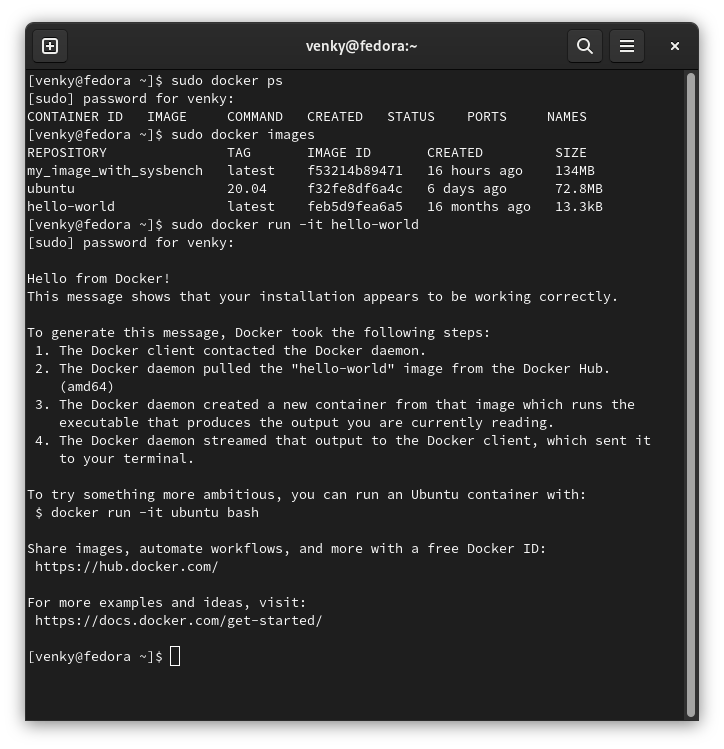 venky@fedora:~
[venky@fedora ~]$ sudo docker ps
[sudo] password for venky:
CONTAINER ID   IMAGE     COMMAND   CREATED   STATUS    PORTS     NAMES
[venky@fedora ~]$ sudo docker images
REPOSITORY               TAG       IMAGE ID       CREATED         SIZE
my_image_with_sysbench   latest    f53214b89471   16 hours ago    134MB
ubuntu                   20.04     f32fe8df6a4c   6 days ago      72.8MB
hello-world              latest    feb5d9fea6a5   16 months ago   13.3kB
[venky@fedora ~]$ sudo docker run -it hello-world
[sudo] password for venky:
Hello from Docker!
This message shows that your installation appears to be working correctly.
To generate this message, Docker took the following steps:
 1. The Docker client contacted the Docker daemon.
 2. The Docker daemon pulled the "hello-world" image from the Docker Hub.
    (amd64)
 3. The Docker daemon created a new container from that image which runs the
    executable that produces the output you are currently reading.
 4. The Docker daemon streamed that output to the Docker client, which sent it
    to your terminal.
To try something more ambitious, you can run an Ubuntu container with:
 $ docker run -it ubuntu bash
Share images, automate workflows, and more with a free Docker ID:
 https://hub.docker.com/
For more examples and ideas, visit:
 https://docs.docker.com/get-started/
[venky@fedora ~]$